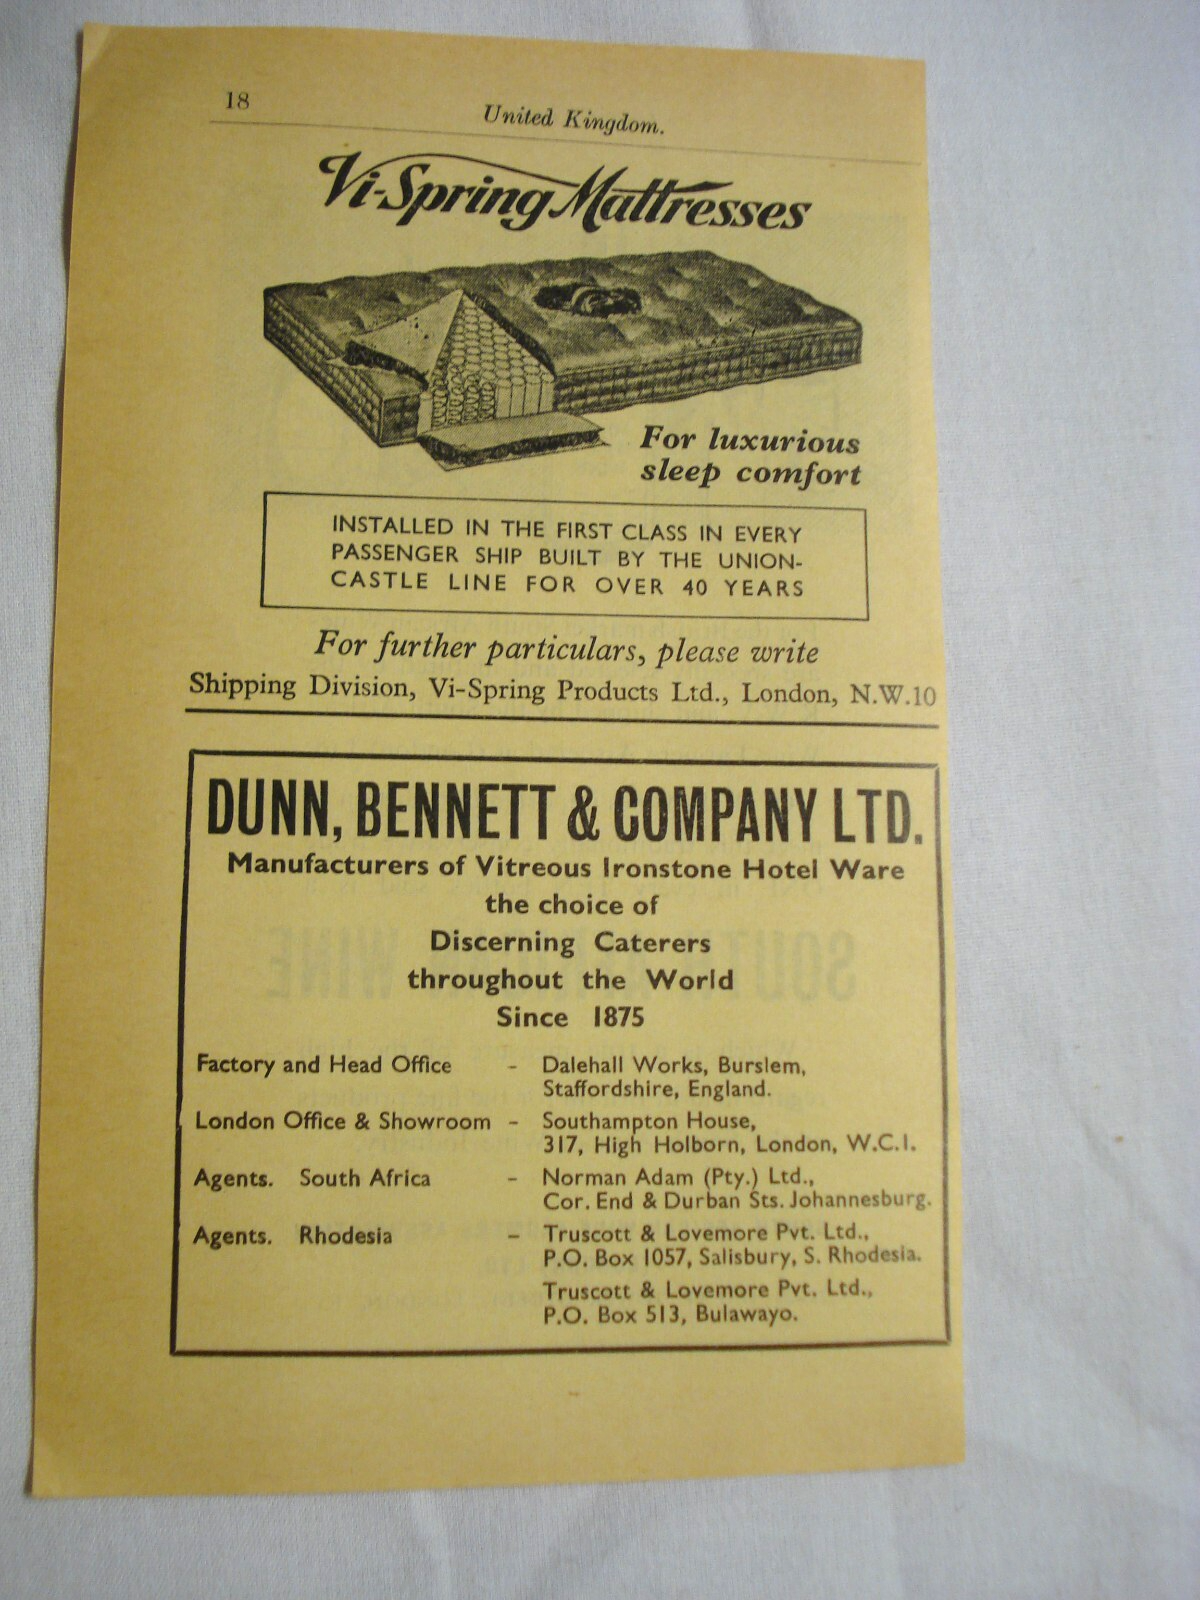 18
United Kingdom.
Vi-Spring Mattresses
For luxurious
sleep comfort
INSTALLED IN THE FIRST CLASS IN EVERY
PASSENGER SHIP BUILT BY THE UNION-
CASTLE LINE FOR OVER 40 YEARS
For further particulars, please write
Shipping Division, Vi-Spring Products Ltd., London, N.W.10
DUNN, BENNETT & COMPANY LTD.
Manufacturers of Vitreous Ironstone Hotel Ware
the choice of
Discerning Caterers
throughout the World
Since 1875
Factory and Head Office - Dalehall Works, Burslem,
Staffordshire, England.
London Office & Showroom - Southampton House,
317, High Holborn, London, W.C.1.
Agents. South Africa - Norman Adam (Pty.) Ltd.,
Cor. End & Durban Sts. Johannesburg.
Agents. Rhodesia - Truscott & Lovemore Pvt. Ltd.,
P.O. Box 1057, Salisbury, S. Rhodesia.
Truscott & Lovemore Pvt. Ltd.,
P.O. Box 513, Bulawayo.